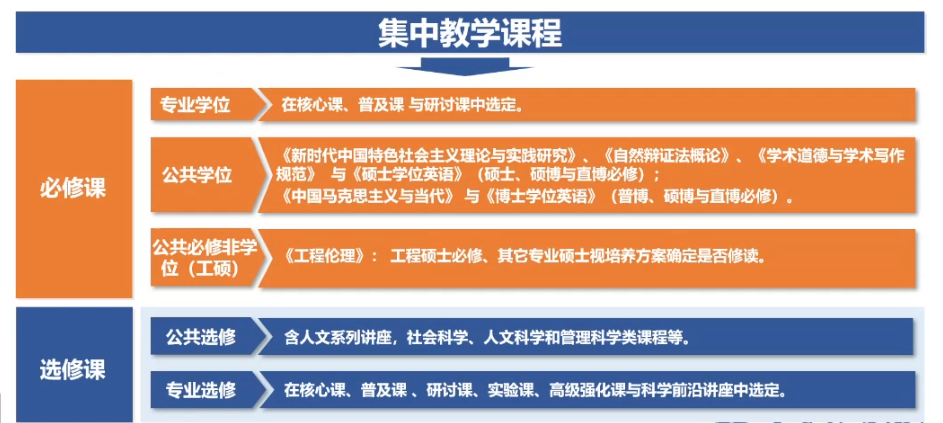 集中教学课程
必修课
专业学位
在核心课、普及课 与研讨课中选定。
公共学位
《新时代中国特色社会主义理论与实践研究》、《自然辩证法概论》、《学术道德与学术写作
规范》 与《硕士学位英语》（硕士、硕博与直博必修）；
《中国马克思主义与当代》 与《博士学位英语》（普博、硕博与直博必修）。
公共必修非学
位（工硕）
《工程伦理》： 工程硕士必修、其它专业硕士视培养方案确定是否修读。
选修课
公共选修
含人文系列讲座，社会科学、人文科学和管理科学类课程等。
专业选修
在核心课、普及课 、研讨课、实验课、高级强化课与科学前沿讲座中选定。